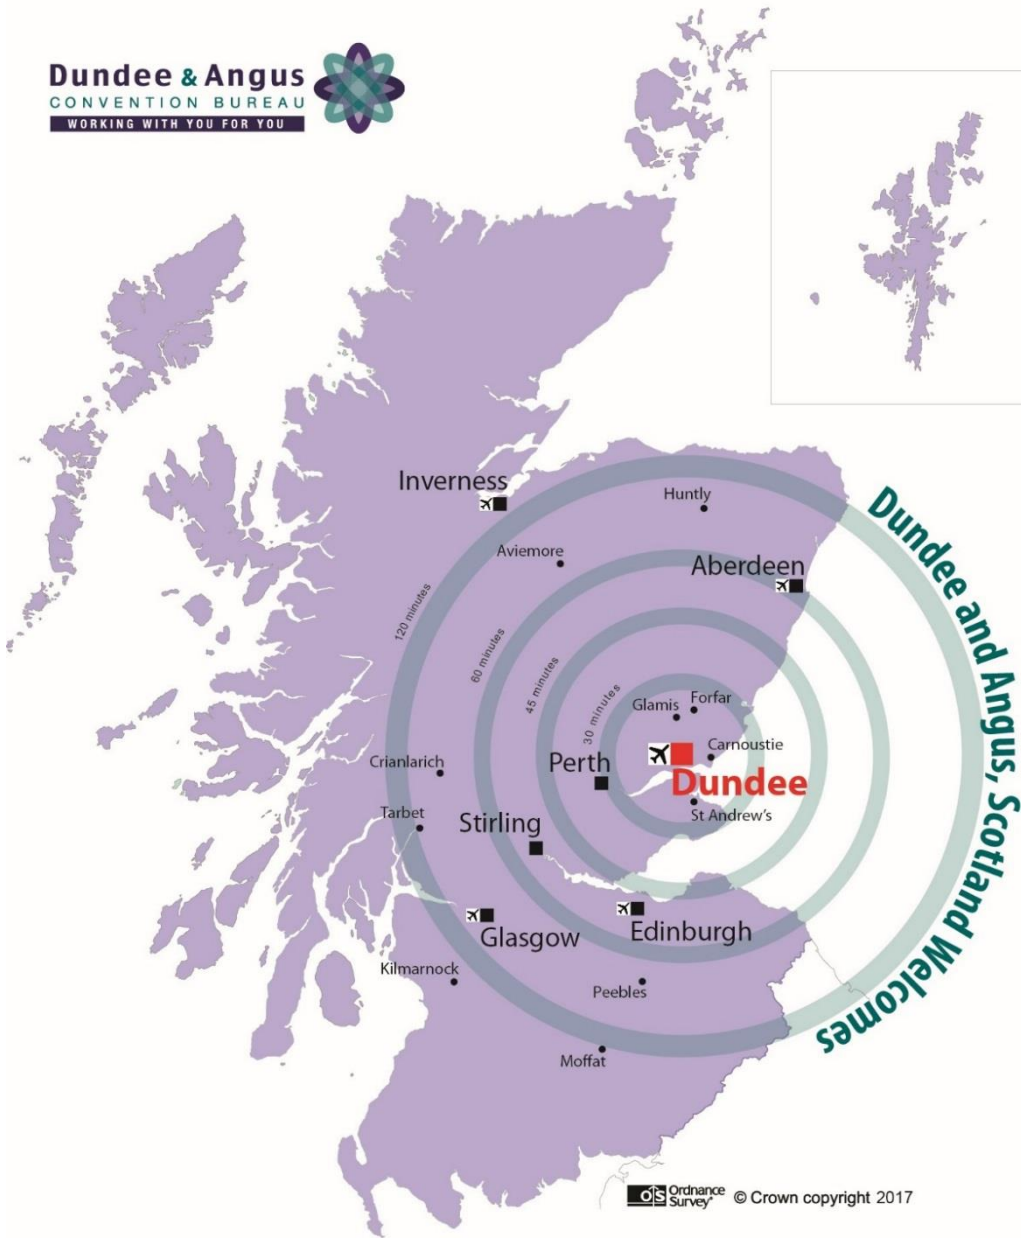 Dundee & Angus
CONVENTION BUREAU
WORKING WITH YOU FOR YOU
Inverness
Huntly
Aviemore
Aberdeen
120 minutes
60 minutes
45 minutes
30 minutes
Glamis
Forfar
Carnoustie
Crianlarich
Perth
Dundee
Tarbet
Stirling
St Andrew's
Glasgow
Edinburgh
Kilmarnock
Peebles
Moffat
Dundee and Angus, Scotland Welcomes
OS Ordnance
Survey
© Crown copyright 2017